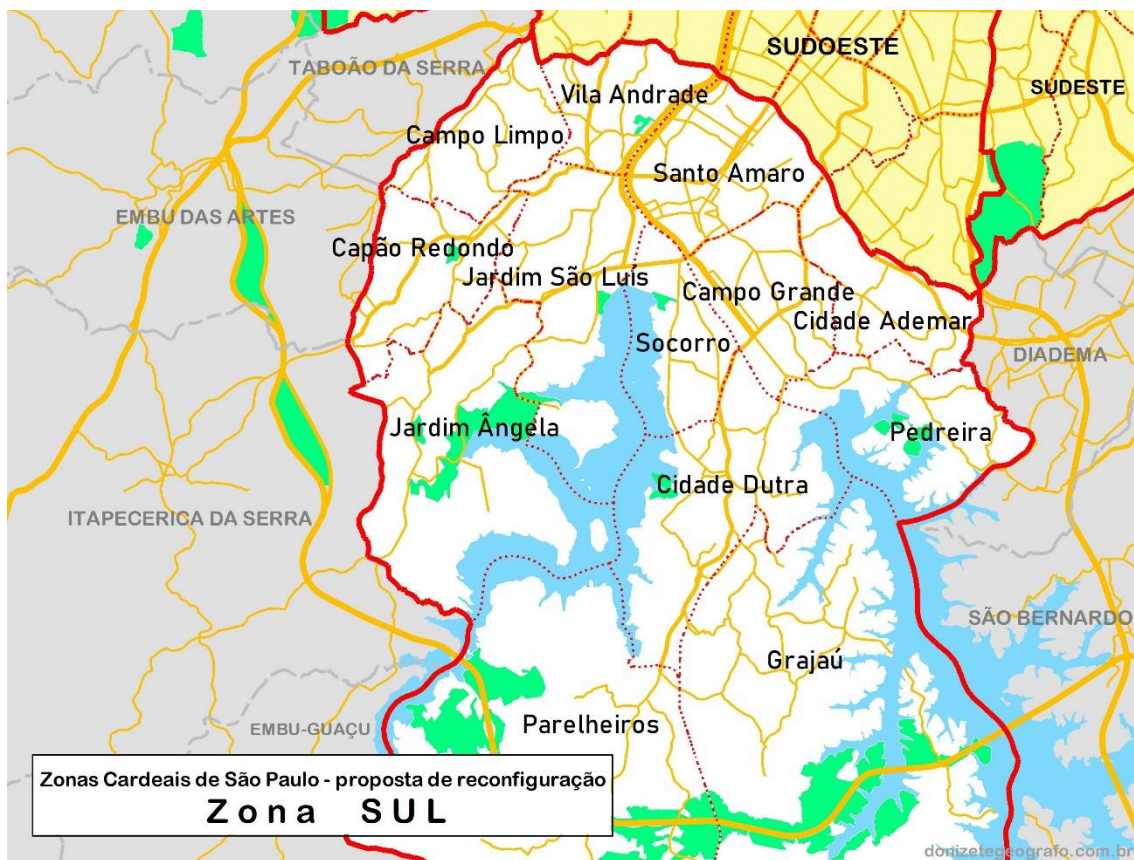 SUDOESTE
TABOÃO DA SERRA
SUDESTE
Vila Andrade
Campo Limpo
Santo Amaro
EMBU DAS ARTES
Capão Redondo
Jardim São Luís
Campo Grande
Cidade Ademar
Socorro
DIADEMA
Jardim Ângela
Pedreira
Cidade Dutra
ITAPECERICA DA SERRA
SÃO BERNARDO
Grajaú
Parelheiros
EMBU-GUAÇU
Zonas Cardeais de São Paulo - proposta de reconfiguração
Zona SUL
donizetegeografo.com.br